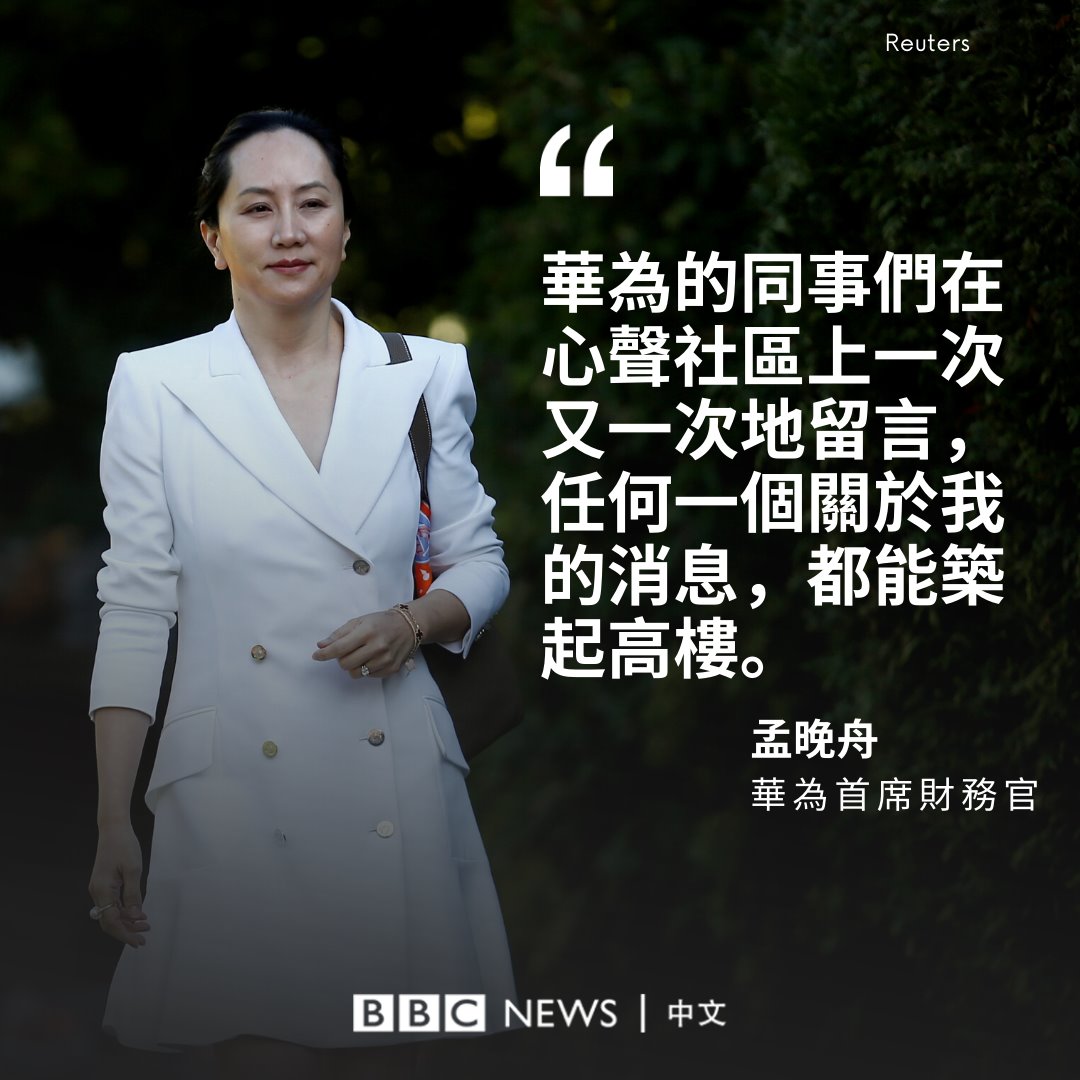 Reuters
“
華為的同事們在
心聲社區上一次
又一次地留言，
任何一個關於我
的消息，都能築
起高樓。
孟晚舟
華為首席財務官
BBC NEWS | 中文